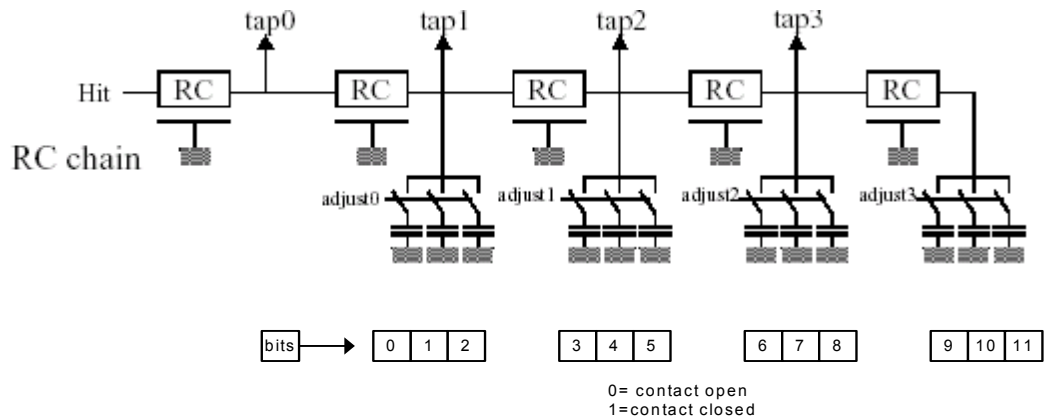 tap0 tap1 tap2 tap3
Hit RC RC RC RC RC
RC chain
adjust0 adjust1 adjust2 adjust3
bits 0 1 2 3 4 5 6 7 8 9 10 11
0= contact open
1=contact closed